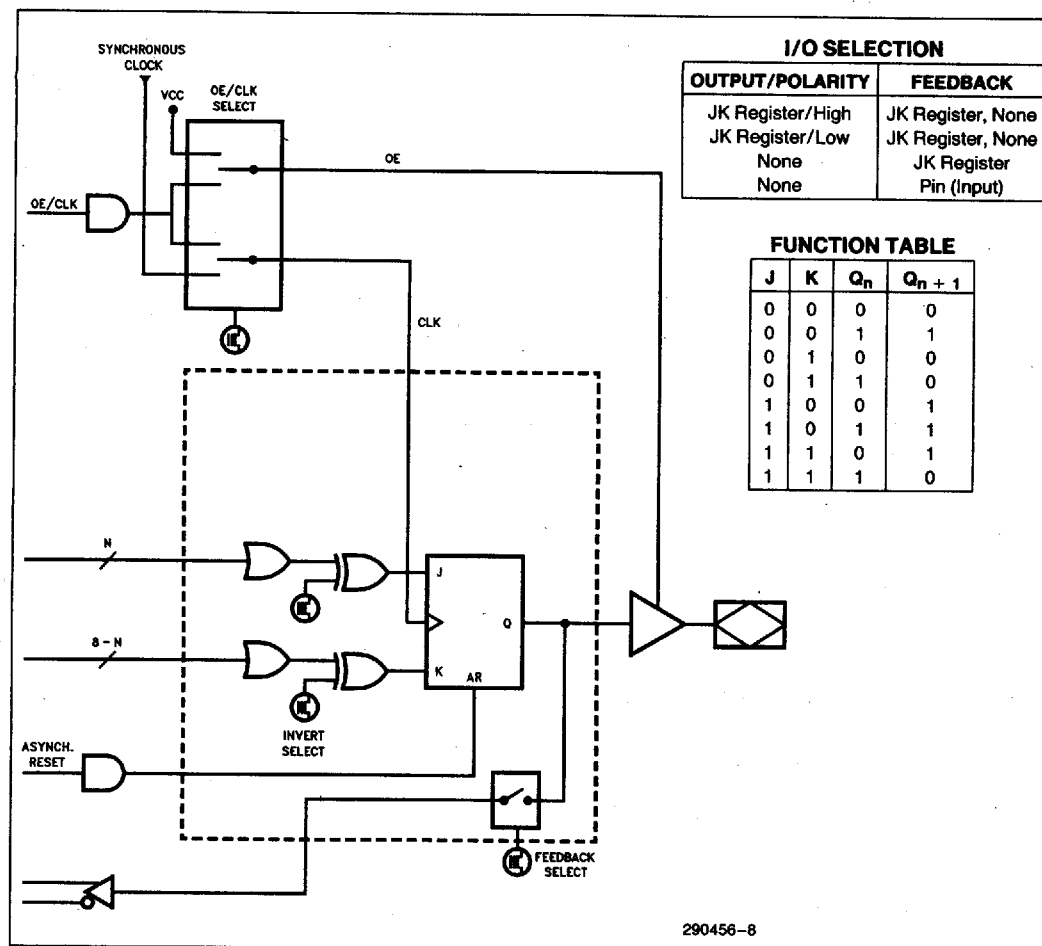 SYNCHRONOUS
CLOCK
VCC
OE/CLK
SELECT
OE
OE/CLK
CLK
N
8-N
J
Q
K
AR
INVERT
SELECT
ASYNCH.
RESET
FEEDBACK
SELECT
I/O SELECTION
OUTPUT/POLARITY FEEDBACK
JK Register/High JK Register, None
JK Register/Low JK Register, None
None JK Register
None Pin (Input)
FUNCTION TABLE
J K Qn Qn + 1
0 0 0 0
0 0 1 1
0 1 0 0
0 1 1 0
1 0 0 1
1 0 1 1
1 1 0 1
1 1 1 0
290456-8